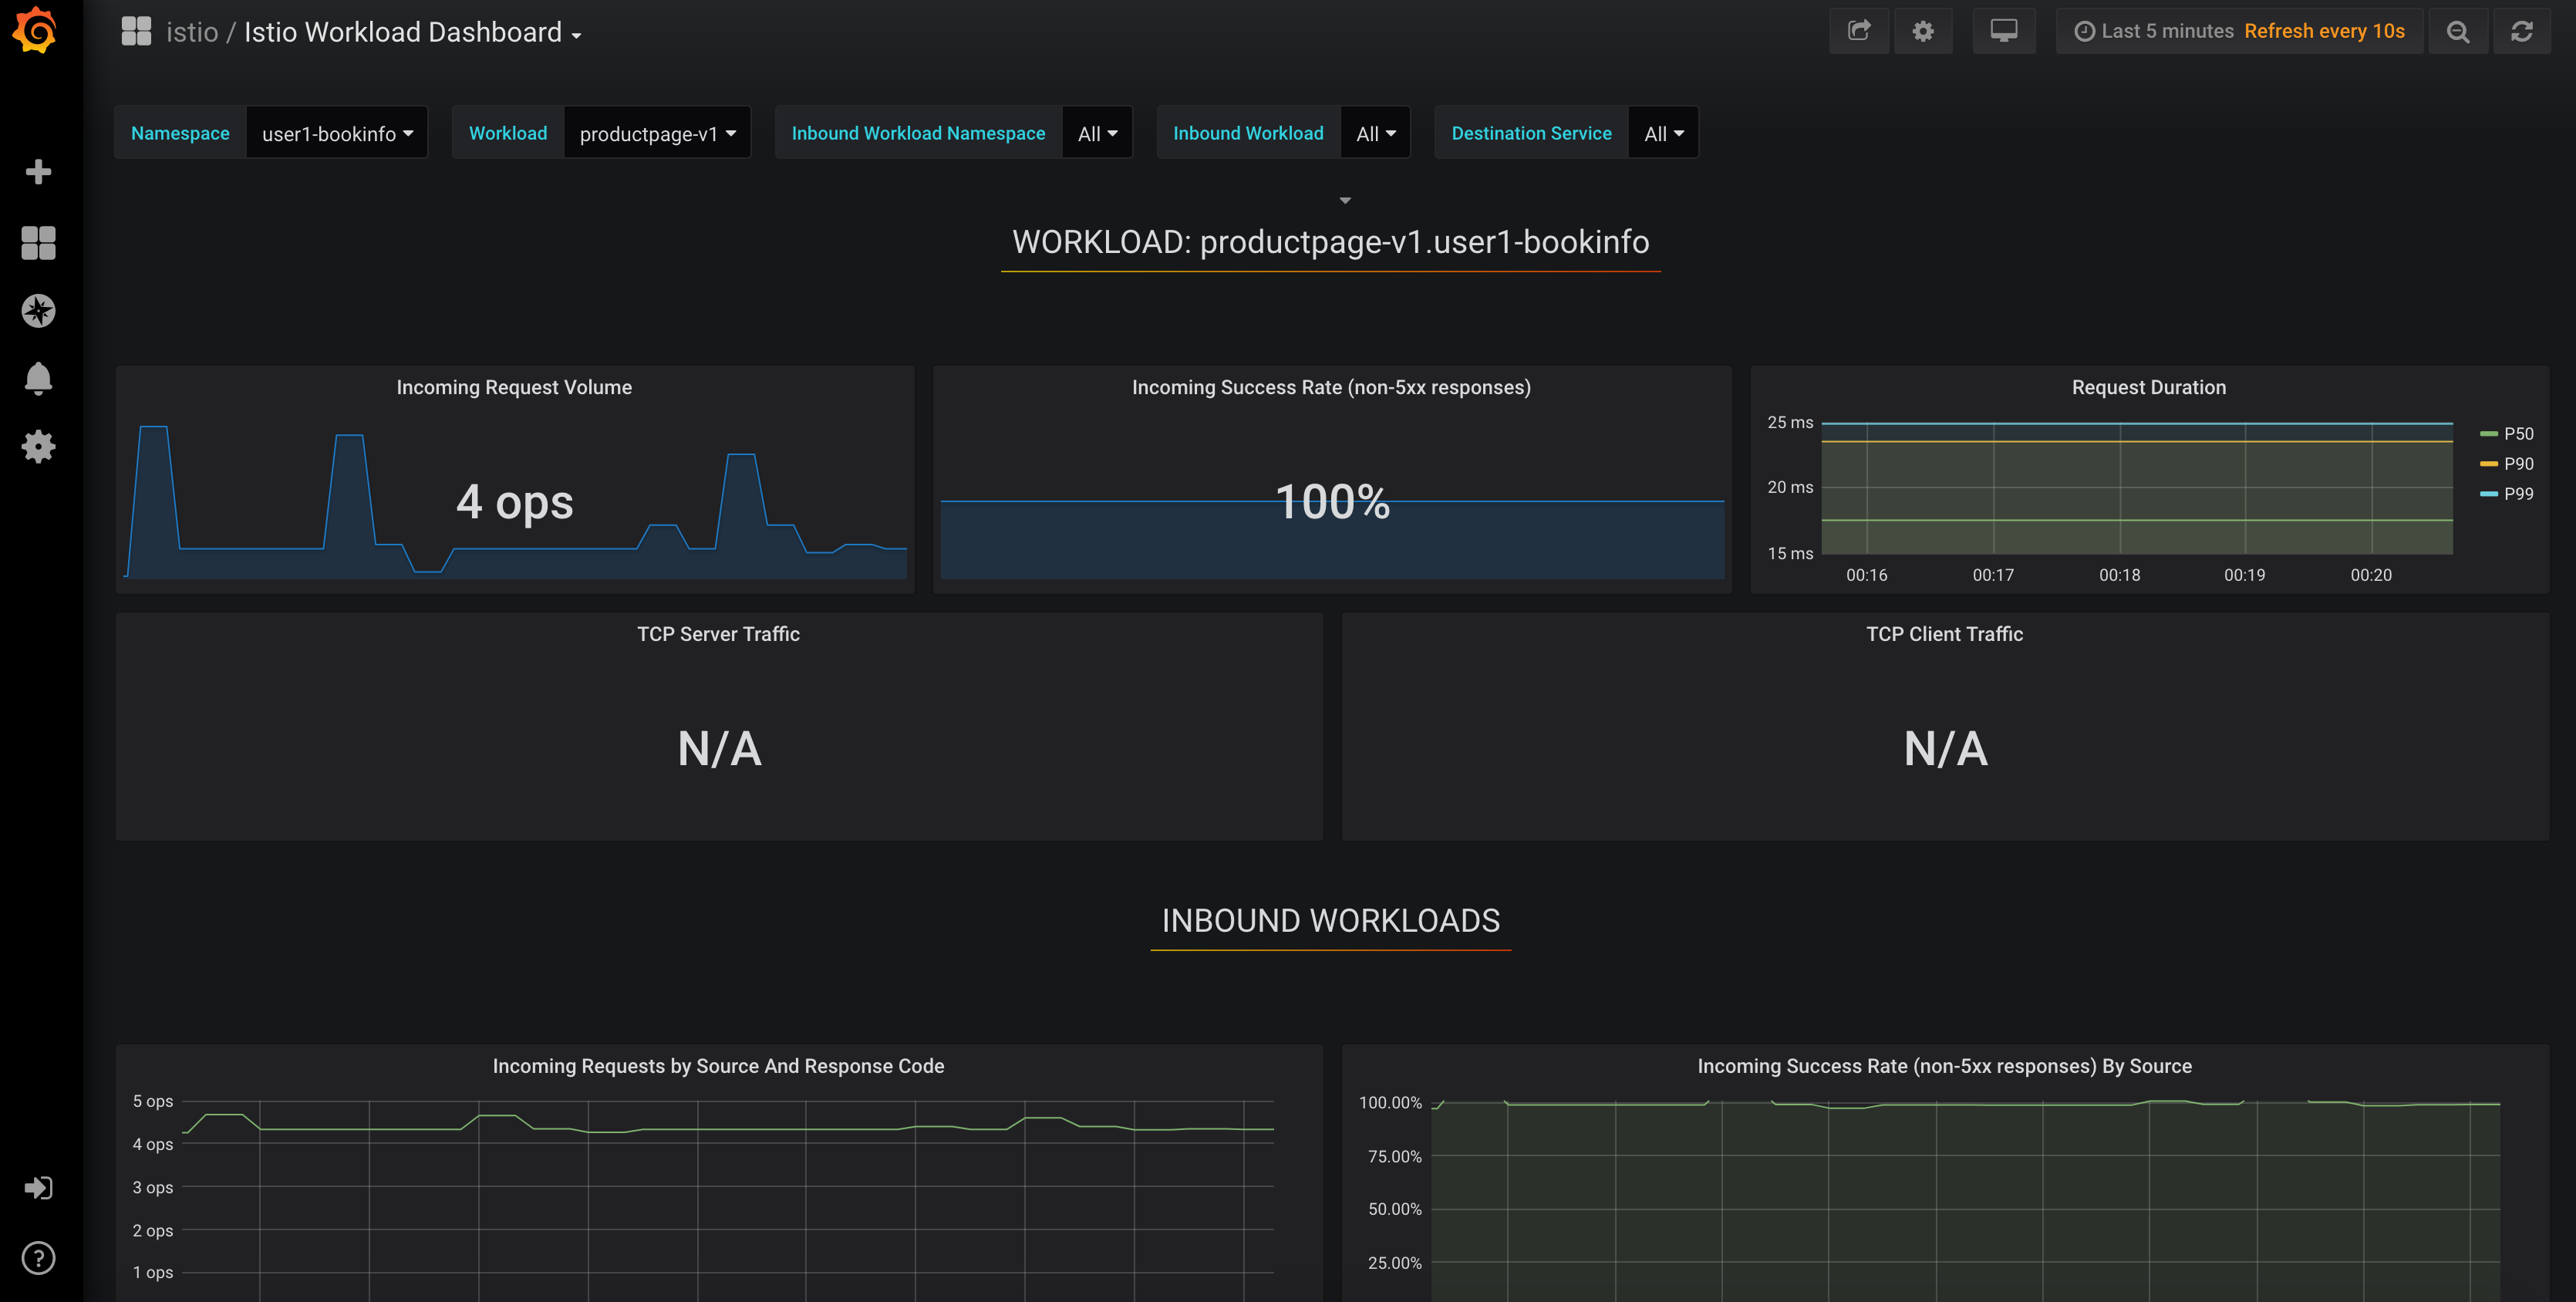 istio / Istio Workload Dashboard
Last 5 minutes Refresh every 10s
Namespace user1-bookinfo Workload productpage-v1 Inbound Workload Namespace All Inbound Workload All Destination Service All
WORKLOAD: productpage-v1.user1-bookinfo
Incoming Request Volume
4 ops
Incoming Success Rate (non-5xx responses)
100%
Request Duration
25 ms
20 ms
15 ms
00:16 00:17 00:18 00:19 00:20
P50
P90
P99
TCP Server Traffic
N/A
TCP Client Traffic
N/A
INBOUND WORKLOADS
Incoming Requests by Source And Response Code
5 ops
4 ops
3 ops
2 ops
1 ops
Incoming Success Rate (non-5xx responses) By Source
100.00%
75.00%
50.00%
25.00%